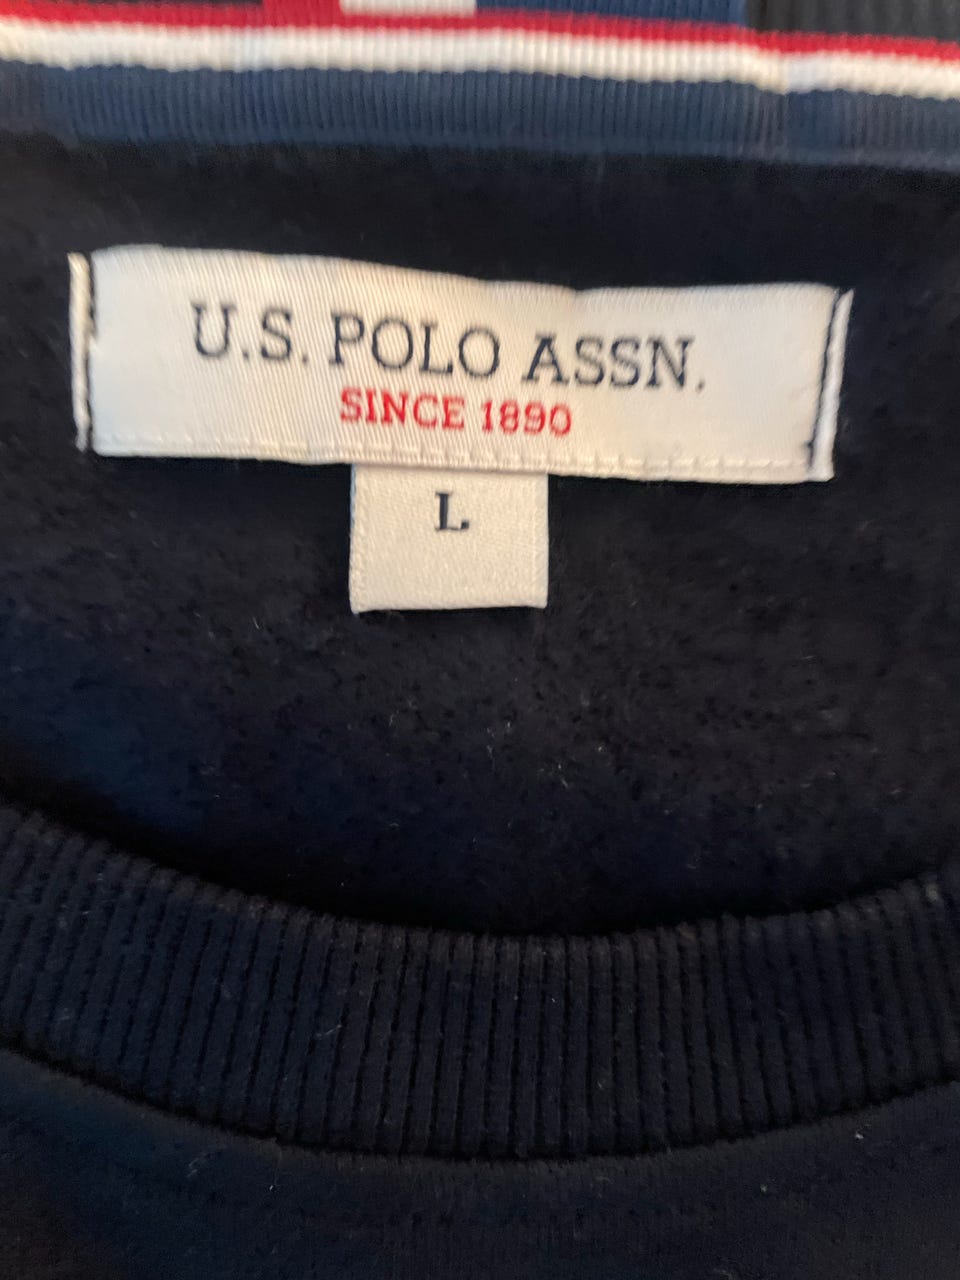 U.S. POLO ASSN.
SINCE 1890
L